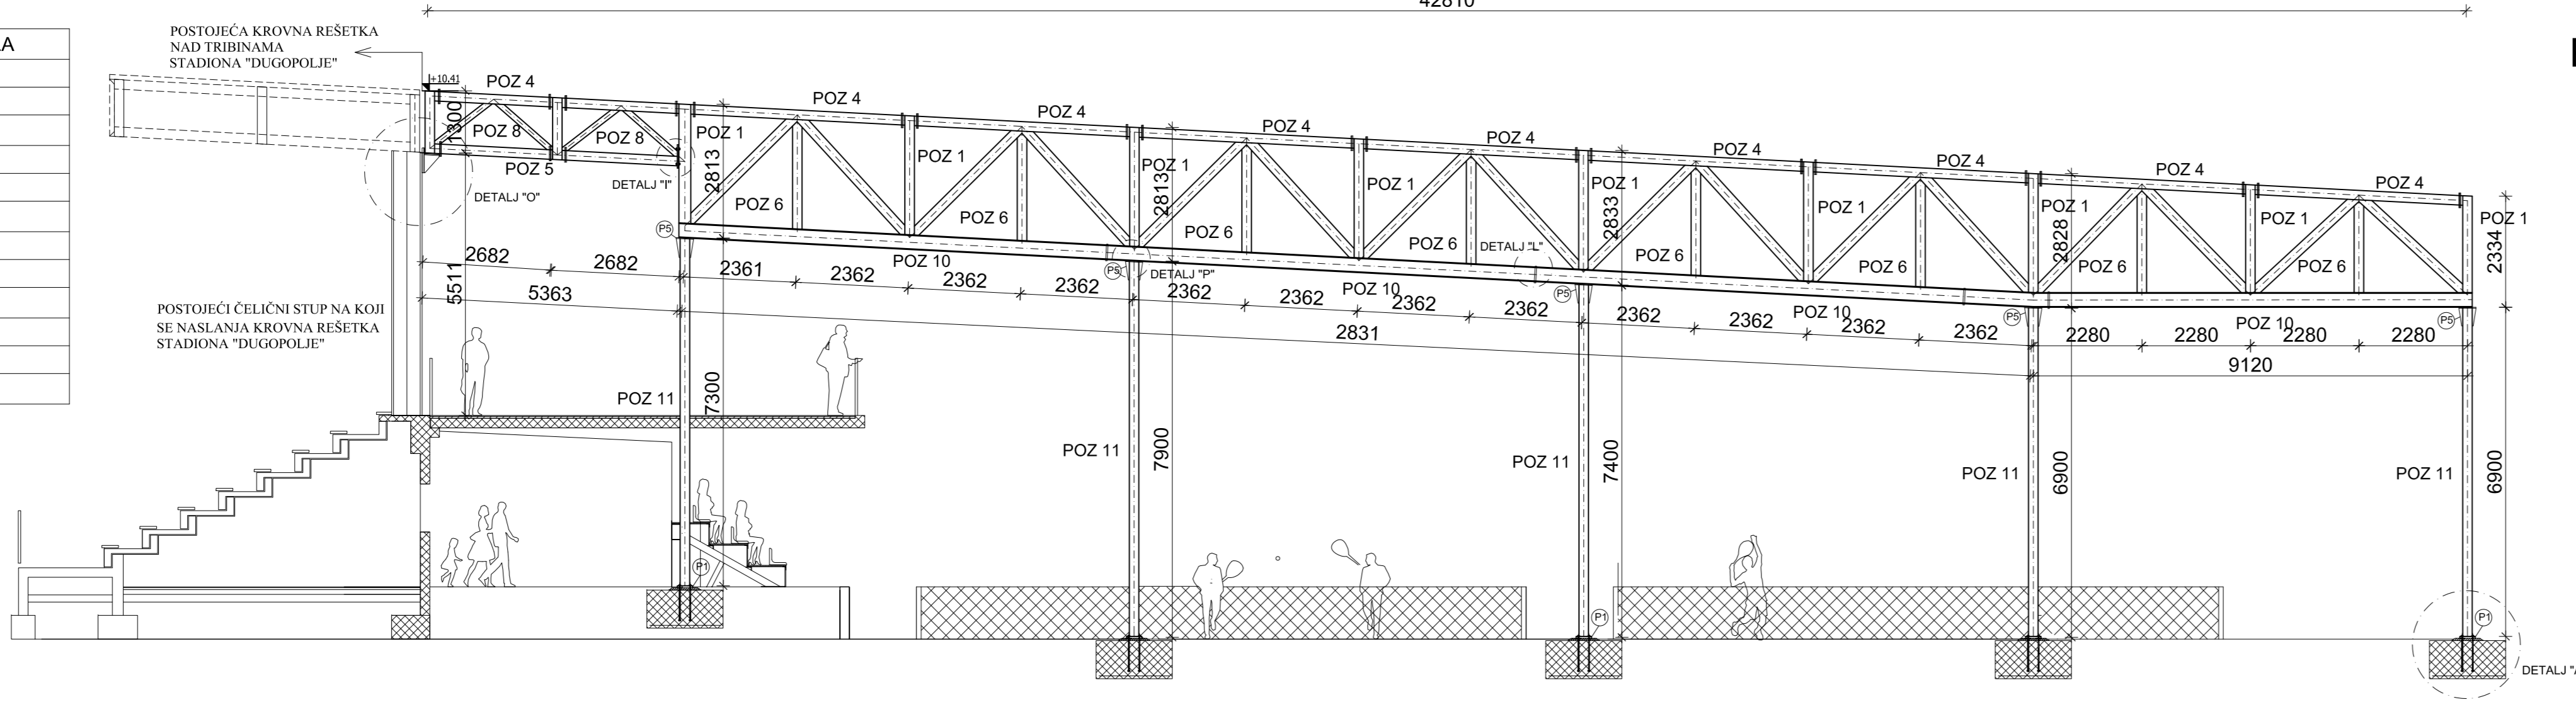 42810
LA
POSTOJEĆA KROVNA REŠETKA
NAD TRIBINAMA
STADIONA "DUGOPOLJE"
+10.41
POZ 4
POZ 4
POZ 4
POZ 4
POZ 4
POZ 4
POZ 4
POZ 4
POZ 4
1300
POZ 8
POZ 8
POZ 5
DETALJ "O"
DETALJ "I"
POZ 1
2813
POZ 1
POZ 1
2813
POZ 1
POZ 1
2833
POZ 1
POZ 1
2828
POZ 1
POZ 1
2334
POZ 6
POZ 6
POZ 6
POZ 6
POZ 6
POZ 6
POZ 6
POZ 6
P5
P5
P5
P5
P5
DETALJ "P"
DETALJ "L"
POZ 10
POZ 10
POZ 10
POZ 10
2682
2682
2361
2362
2362
2362
2362
2362
2362
2362
2362
2362
2362
2362
2280
2280
2280
2280
5363
2831
9120
5511
POSTOJEĆI ČELIČNI STUP NA KOJI
SE NASLANJA KROVNA REŠETKA
STADIONA "DUGOPOLJE"
POZ 11
7300
POZ 11
7900
POZ 11
7400
POZ 11
6900
POZ 11
6900
P1
P1
P1
DETALJ "A